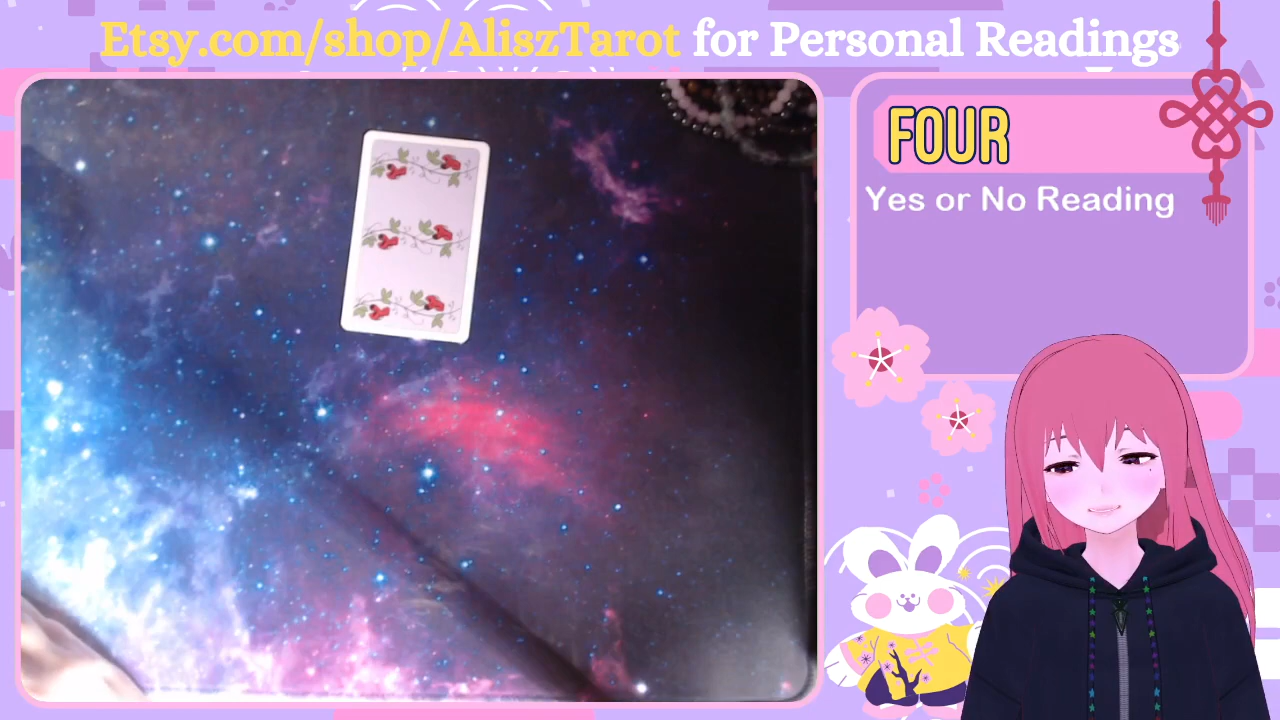 Etsy.com/shop/AliszTarot for Personal Readings
FOUR
Yes or No Reading